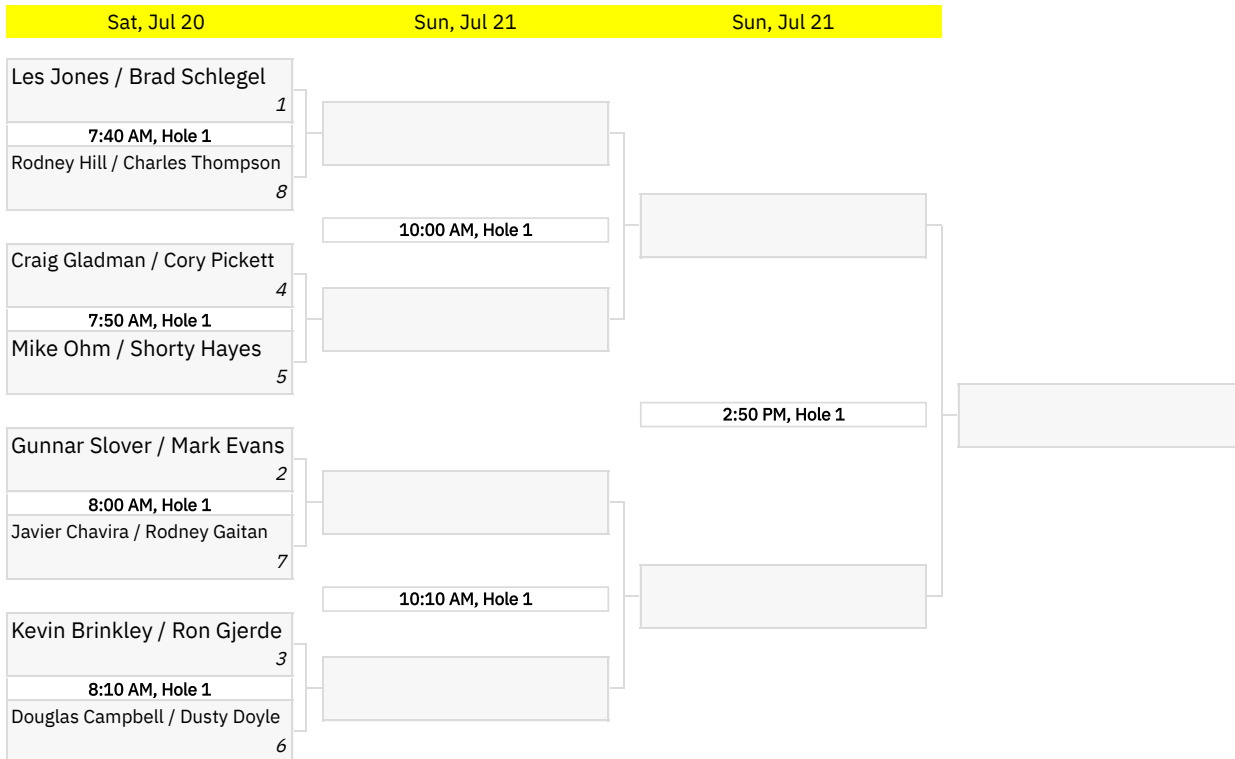 Sat, Jul 20
Sun, Jul 21
Sun, Jul 21
Les Jones / Brad Schlegel
1
7:40 AM, Hole 1
Rodney Hill / Charles Thompson
8
10:00 AM, Hole 1
Craig Gladman / Cory Pickett
4
7:50 AM, Hole 1
Mike Ohm / Shorty Hayes
5
2:50 PM, Hole 1
Gunnar Slover / Mark Evans
2
8:00 AM, Hole 1
Javier Chavira / Rodney Gaitan
7
10:10 AM, Hole 1
Kevin Brinkley / Ron Gjerde
3
8:10 AM, Hole 1
Douglas Campbell / Dusty Doyle
6